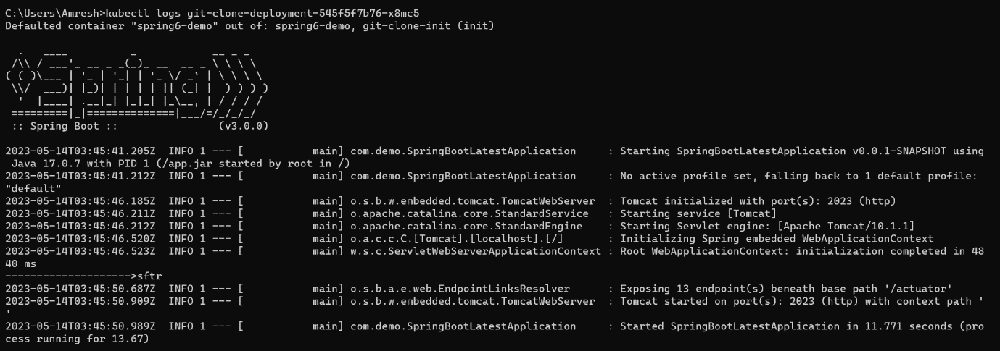 C:\Users\Amresh>kubectl logs git-clone-deployment-545f5f7b76-x8mc5
Defaulted container "spring6-demo" out of: spring6-demo, git-clone-init (init)

  .   ____          _            __ _ _
 /\\ / ___'_ __ _ _(_)_ __  __ _ \ \ \ \
( ( )\___ | '_ | '_| | '_ \/ _` | \ \ \ \
 \\/  ___)| |_)| | | | | || (_| |  ) ) ) )
  '  |____| .__|_| |_|_| |_\__, | / / / /
 =========|_|==============|___/=/_/_/_/
 :: Spring Boot ::                (v3.0.0)

2023-05-14T03:45:41.205Z  INFO 1 --- [           main] com.demo.SpringBootLatestApplication     : Starting SpringBootLatestApplication v0.0.1-SNAPSHOT using
 Java 17.0.7 with PID 1 (/app.jar started by root in /)
2023-05-14T03:45:41.212Z  INFO 1 --- [           main] com.demo.SpringBootLatestApplication     : No active profile set, falling back to 1 default profile:
"default"
2023-05-14T03:45:46.185Z  INFO 1 --- [           main] o.s.b.w.embedded.tomcat.TomcatWebServer  : Tomcat initialized with port(s): 2023 (http)
2023-05-14T03:45:46.211Z  INFO 1 --- [           main] o.apache.catalina.core.StandardService   : Starting service [Tomcat]
2023-05-14T03:45:46.212Z  INFO 1 --- [           main] o.apache.catalina.core.StandardEngine    : Starting Servlet engine: [Apache Tomcat/10.1.1]
2023-05-14T03:45:46.520Z  INFO 1 --- [           main] o.a.c.c.C.[Tomcat].[localhost].[/]       : Initializing Spring embedded WebApplicationContext
2023-05-14T03:45:46.523Z  INFO 1 --- [           main] w.s.c.ServletWebServerApplicationContext : Root WebApplicationContext: initialization completed in 48
40 ms
-------------------->sftr
2023-05-14T03:45:50.687Z  INFO 1 --- [           main] o.s.b.a.e.web.EndpointLinksResolver      : Exposing 13 endpoint(s) beneath base path '/actuator'
2023-05-14T03:45:50.909Z  INFO 1 --- [           main] o.s.b.w.embedded.tomcat.TomcatWebServer  : Tomcat started on port(s): 2023 (http) with context path '
'
2023-05-14T03:45:50.989Z  INFO 1 --- [           main] com.demo.SpringBootLatestApplication     : Started SpringBootLatestApplication in 11.771 seconds (pro
cess running for 13.67)